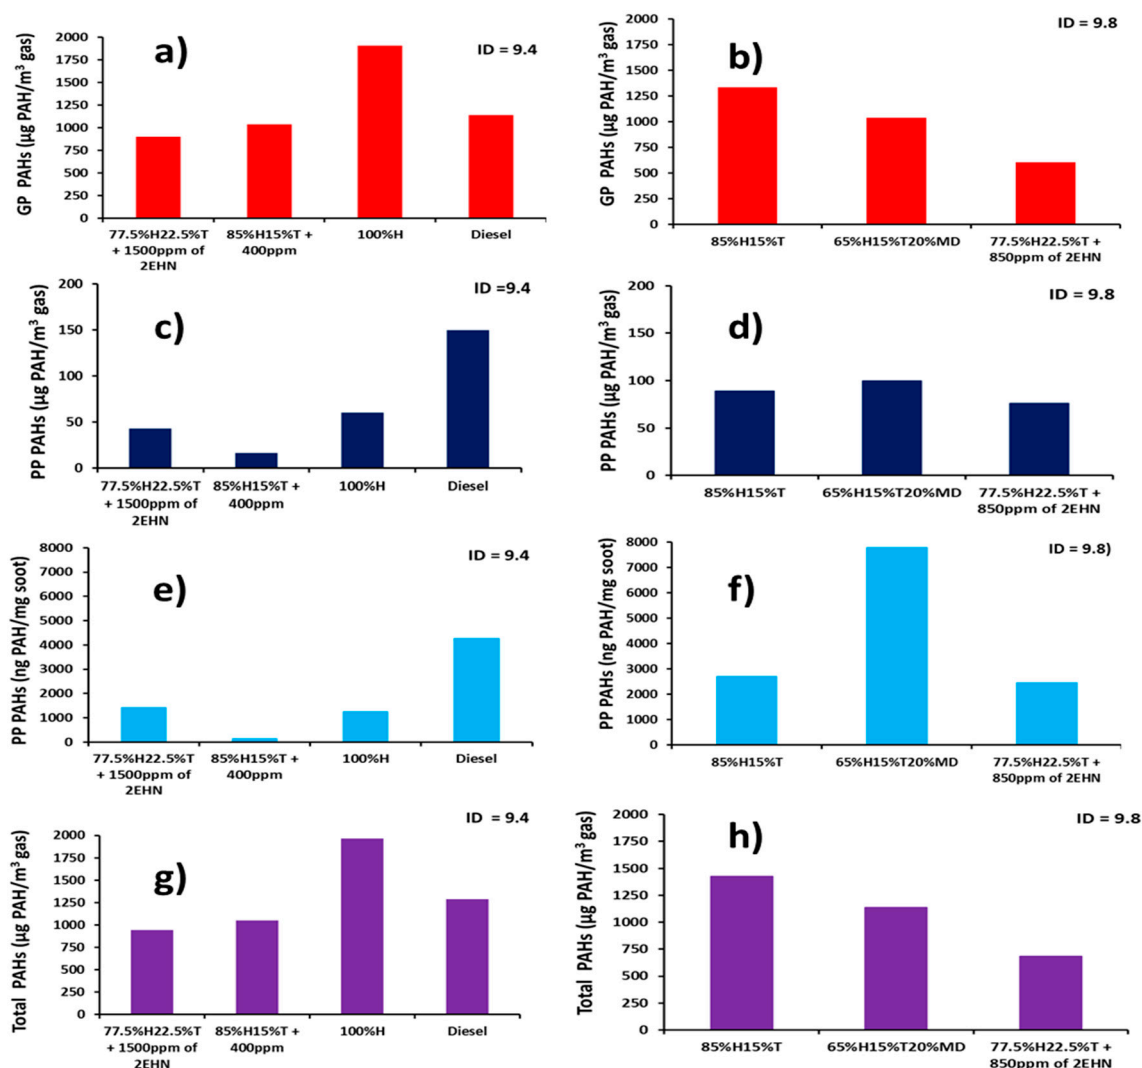 GP PAHs (µg PAH/m³ gas)
2000
1750
1500
1250
1000
750
500
250
0
a)
ID = 9.4
77.5%H22.5%T
+ 1500ppm of
2EHN
85%H15%T +
400ppm
100%H
Diesel
GP PAHs (µg PAH/m³ gas)
2000
1750
1500
1250
1000
750
500
250
0
b)
ID = 9.8
85%H15%T
65%H15%T20%MD
77.5%H22.5%T +
850ppm of 2EHN
PP PAHs (µg PAH/m³ gas)
200
150
100
50
0
c)
ID =9.4
77.5%H22.5%T
+ 1500ppm of
2EHN
85%H15%T +
400ppm
100%H
Diesel
PP PAHs (µg PAH/m³ gas)
200
150
100
50
0
d)
ID = 9.8
85%H15%T
65%H15%T20%MD
77.5%H22.5%T +
850ppm of 2EHN
PP PAHs (ng PAH/mg soot)
8000
7000
6000
5000
4000
3000
2000
1000
0
e)
ID = 9.4
77.5%H22.5%T
+ 1500ppm of
2EHN
85%H15%T +
400ppm
100%H
Diesel
PP PAHs (ng PAH/mg soot)
8000
7000
6000
5000
4000
3000
2000
1000
0
f)
ID = 9.8)
85%H15%T
65%H15%T20%MD
77.5%H22.5%T +
850ppm of 2EHN
Total PAHs (µg PAH/m³ gas)
2000
1750
1500
1250
1000
750
500
250
0
g)
ID = 9.4
77.5%H22.5%T
+ 1500ppm of
2EHN
85%H15%T +
400ppm
100%H
Diesel
Total PAHs (µg PAH/m³ gas)
2000
1750
1500
1250
1000
750
500
250
0
h)
ID = 9.8
85%H15%T
65%H15%T20%MD
77.5%H22.5%T +
850ppm of 2EHN